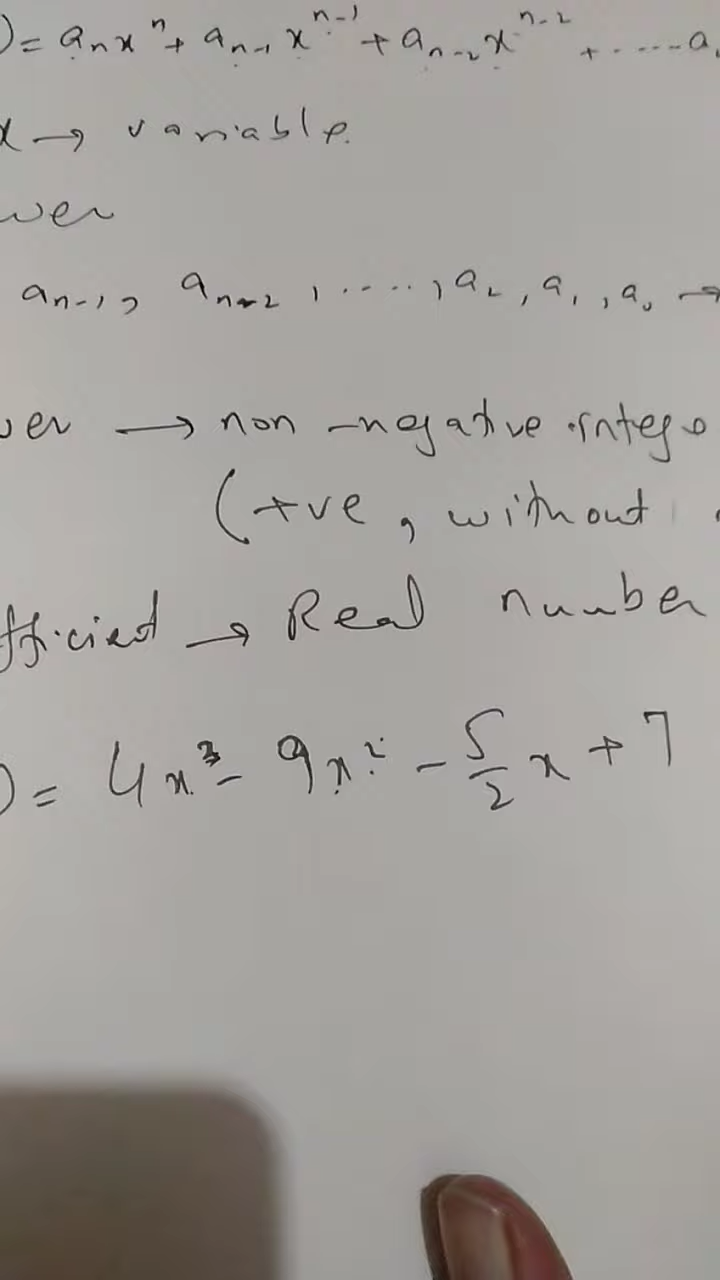 ) = aₙxⁿ + aₙ₋₁xⁿ⁻¹ + aₙ₋₂xⁿ⁻² + ..... a
x → variable.
wer
aₙ₋₁, aₙ₋₂, ....., a₂, a₁, a₀ →
wer → non-negative intege
(+ve, without
fficient → Real number
) = 4x³ - 9x² - 5/2 x + 7